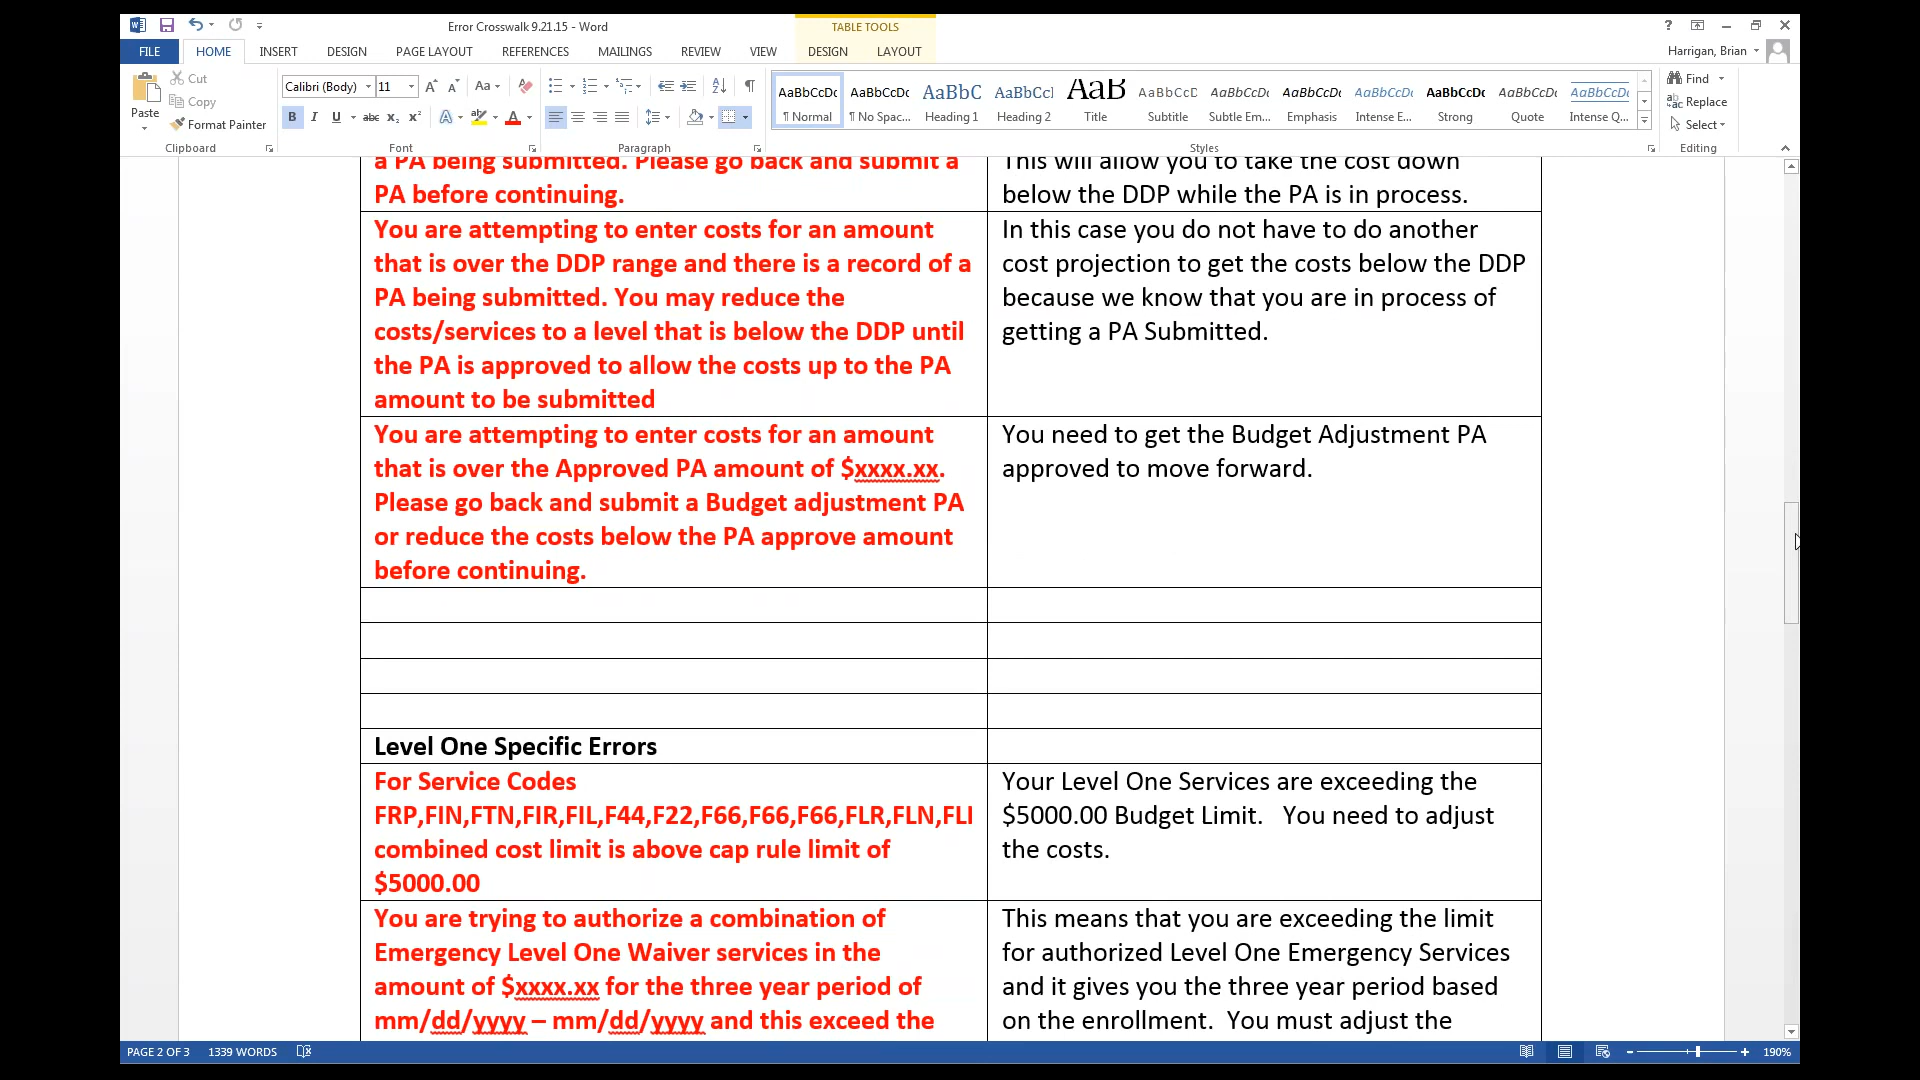 Error Crosswalk 9.21.15 - Word
TABLE TOOLS
?
FILE
HOME
INSERT
DESIGN
PAGE LAYOUT
REFERENCES
MAILINGS
REVIEW
VIEW
DESIGN
LAYOUT
Harrigan, Brian
Paste
Cut
Copy
Format Painter
Clipboard
Calibri (Body)
11
Aa
B I U abc x₂ x²
Font
Paragraph
AaBbCcDc
¶ Normal
AaBbCcDc
¶ No Spac...
AaBbC
Heading 1
AaBbCcI
Heading 2
AaB
Title
AaBbCcD
Subtitle
AaBbCcDc
Subtle Em...
AaBbCcDc
Emphasis
AaBbCcDc
Intense E...
AaBbCcDc
Strong
AaBbCcDc
Quote
AaBbCcDc
Intense Q...
Styles
Find
Replace
Select
Editing
a PA being submitted. Please go back and submit a
PA before continuing.
This will allow you to take the cost down
below the DDP while the PA is in process.
You are attempting to enter costs for an amount
that is over the DDP range and there is a record of a
PA being submitted. You may reduce the
costs/services to a level that is below the DDP until
the PA is approved to allow the costs up to the PA
amount to be submitted
In this case you do not have to do another
cost projection to get the costs below the DDP
because we know that you are in process of
getting a PA Submitted.
You are attempting to enter costs for an amount
that is over the Approved PA amount of $xxxx.xx.
Please go back and submit a Budget adjustment PA
or reduce the costs below the PA approve amount
before continuing.
You need to get the Budget Adjustment PA
approved to move forward.
Level One Specific Errors
For Service Codes
FRP,FIN,FTN,FIR,FIL,F44,F22,F66,F66,F66,FLR,FLN,FLI
combined cost limit is above cap rule limit of
$5000.00
Your Level One Services are exceeding the
$5000.00 Budget Limit.   You need to adjust
the costs.
You are trying to authorize a combination of
Emergency Level One Waiver services in the
amount of $xxxx.xx for the three year period of
mm/dd/yyyy – mm/dd/yyyy and this exceed the
This means that you are exceeding the limit
for authorized Level One Emergency Services
and it gives you the three year period based
on the enrollment.  You must adjust the
PAGE 2 OF 3
1339 WORDS
190%